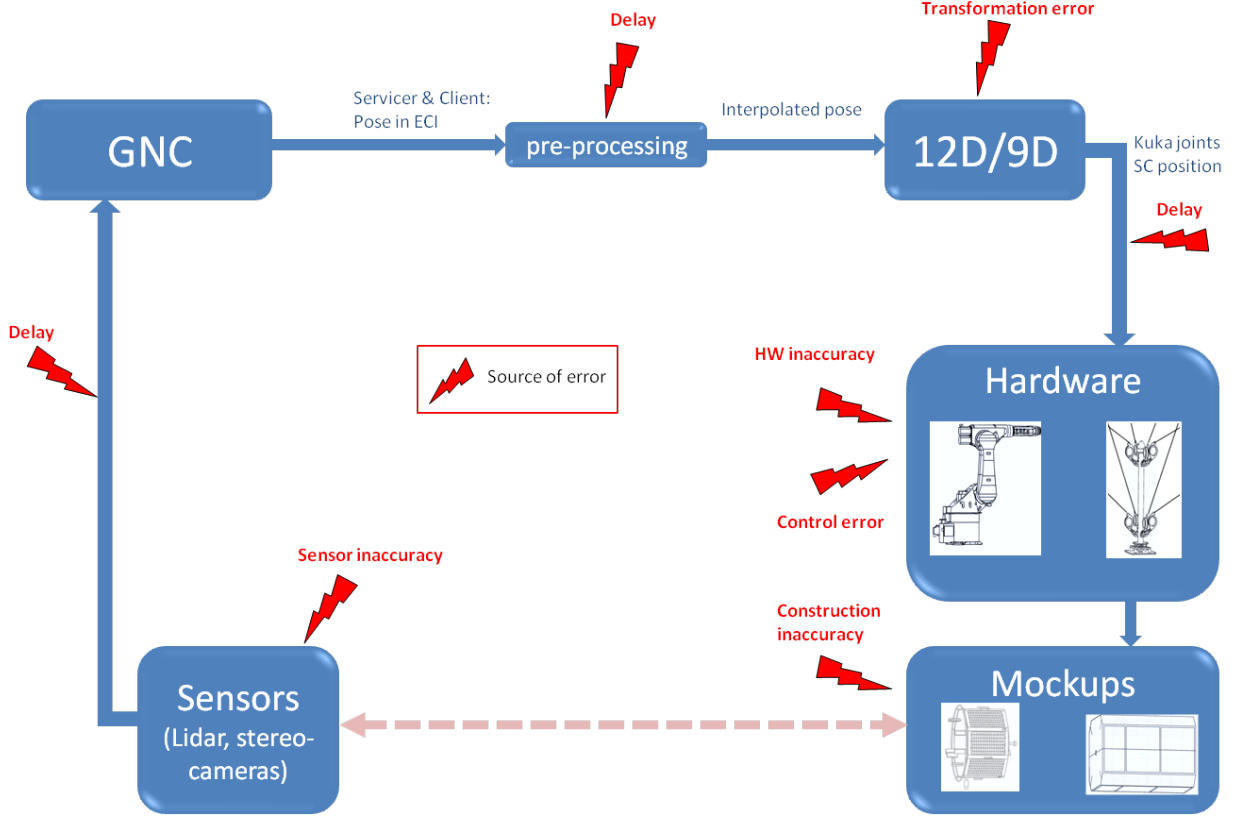 Transformation error
Delay
Servicer & Client:
Pose in ECI
Interpolated pose
GNC
pre-processing
12D/9D
Kuka joints
SC position
Delay
Delay
HW inaccuracy
Source of error
Hardware
Control error
Sensor inaccuracy
Construction
inaccuracy
Sensors
(Lidar, stereo-
cameras)
Mockups